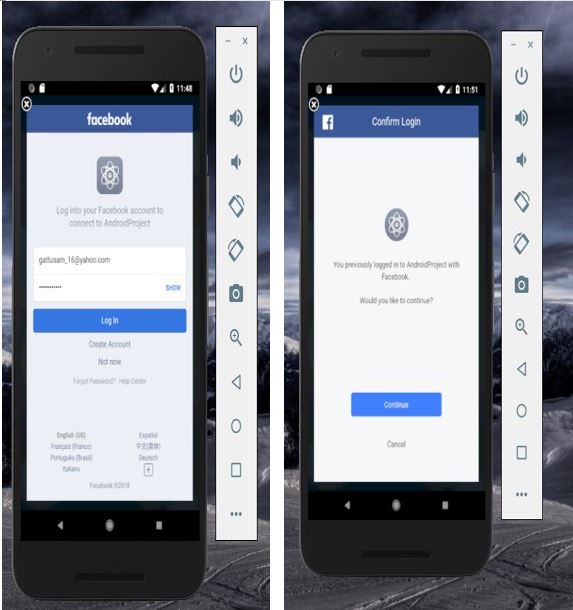 11:48
facebook
Log into your Facebook account to
connect to AndroidProject
gattusam_16@yahoo.com
SHOW
Log In
Create Account
Not now
Forgot Password? · Help Center
English (US)
Español
Français (France)
中文(简体)
Português (Brasil)
Deutsch
Italiano
Facebook ©2018
11:51
Confirm Login
You previously logged in to AndroidProject with
Facebook.
Would you like to continue?
Continue
Cancel